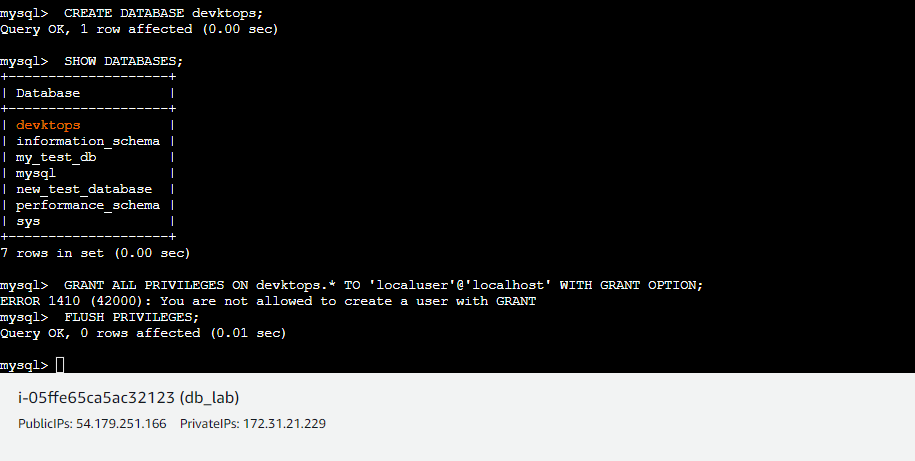 mysql>  CREATE DATABASE devktops;
Query OK, 1 row affected (0.00 sec)
mysql>  SHOW DATABASES;
+--------------------+
| Database           |
+--------------------+
| devktops           |
| information_schema |
| my_test_db         |
| mysql              |
| new_test_database  |
| performance_schema |
| sys                |
+--------------------+
7 rows in set (0.00 sec)
mysql>  GRANT ALL PRIVILEGES ON devktops.* TO 'localuser'@'localhost' WITH GRANT OPTION;
ERROR 1410 (42000): You are not allowed to create a user with GRANT
mysql>  FLUSH PRIVILEGES;
Query OK, 0 rows affected (0.01 sec)
mysql>
i-05ffe65ca5ac32123 (db_lab)
PublicIPs: 54.179.251.166    PrivateIPs: 172.31.21.229